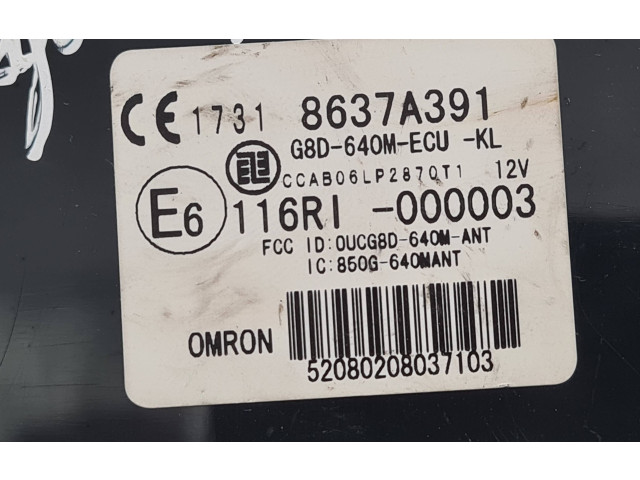 CE 1731 8637A391
G8D-640M-ECU -KL
CCAB06LP2870T1 12V
E6 116RI -000003
FCC ID:OUCG8D-640M-ANT
IC:850G-640MANT
OMRON
52080208037103